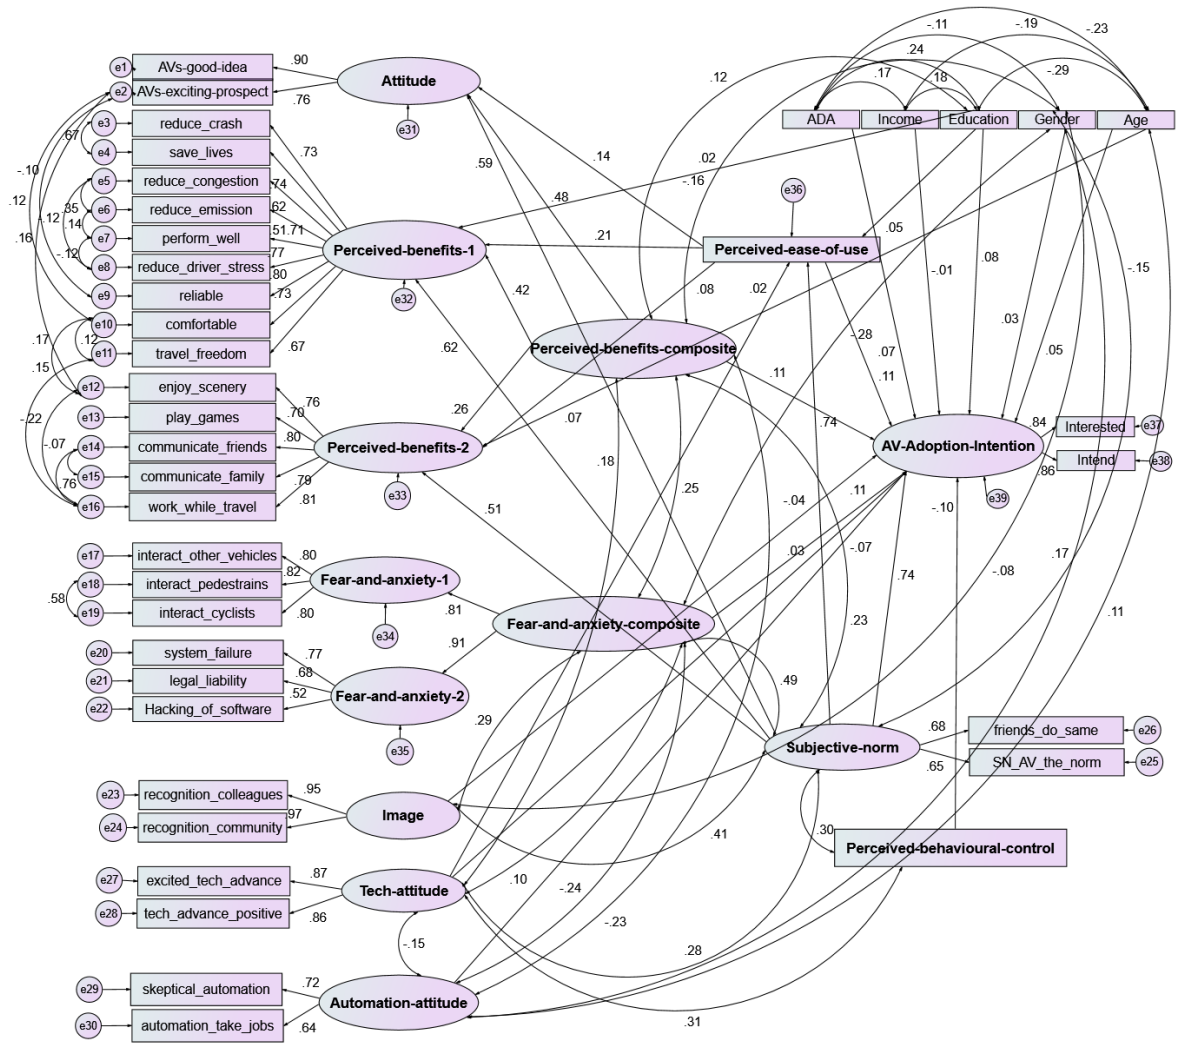 -.11
-.19
-.23
.24
.12
.17
.18
-.29
e1
AVs-good-idea
.90
Attitude
e2
AVs-exciting-prospect
.76
e31
ADA
Income
Education
Gender
Age
e3
reduce_crash
.67
.73
e4
save_lives
.59
.14
.02
-.10
e5
reduce_congestion
.74
-.16
e36
.12
.35
e6
reduce_emission
.62
.48
-.12
.14
e7
perform_well
.51
.71
.21
.05
.16
Perceived-benefits-1
Perceived-ease-of-use
-.12
e8
reduce_driver_stress
.77
.80
.08
-.01
-.15
e9
reliable
.73
e32
.42
.08
.02
e10
comfortable
.03
.17
.12
e11
travel_freedom
.67
.62
Perceived-benefits-composite
-.28
.07
.05
.15
e12
enjoy_scenery
.76
.11
.11
-.22
e13
play_games
.70
.26
.07
.74
.84
Interested
e37
-.07
e14
communicate_friends
.80
Perceived-benefits-2
AV-Adoption-Intention
.76
e15
communicate_family
.79
.18
Intend
e38
.86
e16
work_while_travel
.81
e33
.25
-.04
.11
e39
.51
-.10
e17
interact_other_vehicles
.80
.03
-.07
.17
.58
e18
interact_pedestrains
.82
Fear-and-anxiety-1
.74
-.08
e19
interact_cyclists
.80
.81
.11
e34
Fear-and-anxiety-composite
.23
e20
system_failure
.77
.91
e21
legal_liability
.68
.49
e22
Hacking_of_software
.52
Fear-and-anxiety-2
e35
.29
Subjective-norm
.68
friends_do_same
e26
.65
SN_AV_the_norm
e25
e23
recognition_colleagues
.95
Image
e24
recognition_community
.97
.41
.30
Perceived-behavioural-control
e27
excited_tech_advance
.87
Tech-attitude
.10
-.24
e28
tech_advance_positive
.86
-.23
-.15
.28
e29
skeptical_automation
.72
Automation-attitude
e30
automation_take_jobs
.64
.31